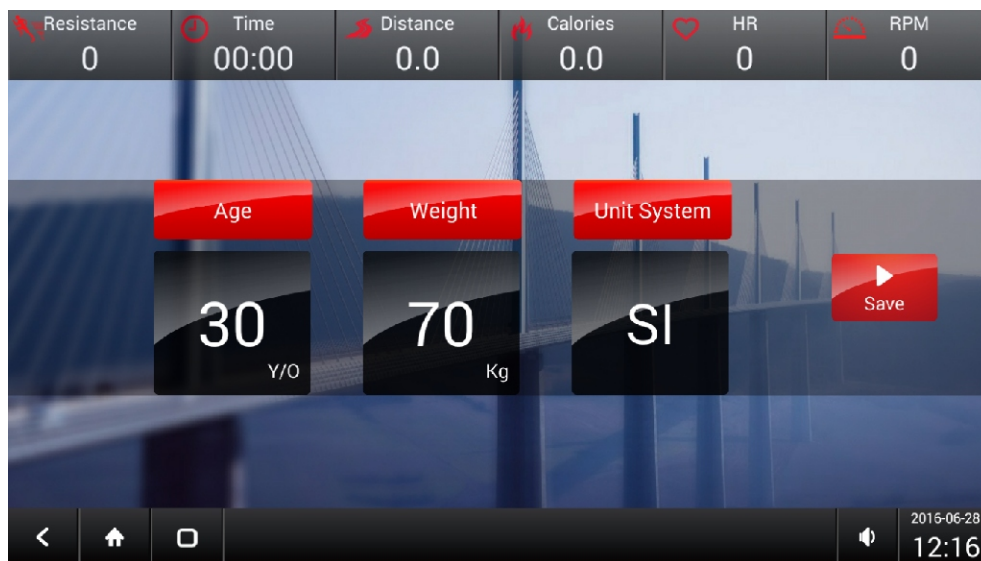 Resistance
0
Time
00:00
Distance
0.0
Calories
0.0
HR
0
RPM
0
Age
Weight
Unit System
30
Y/O
70
Kg
SI
Save
2016-06-28
12:16